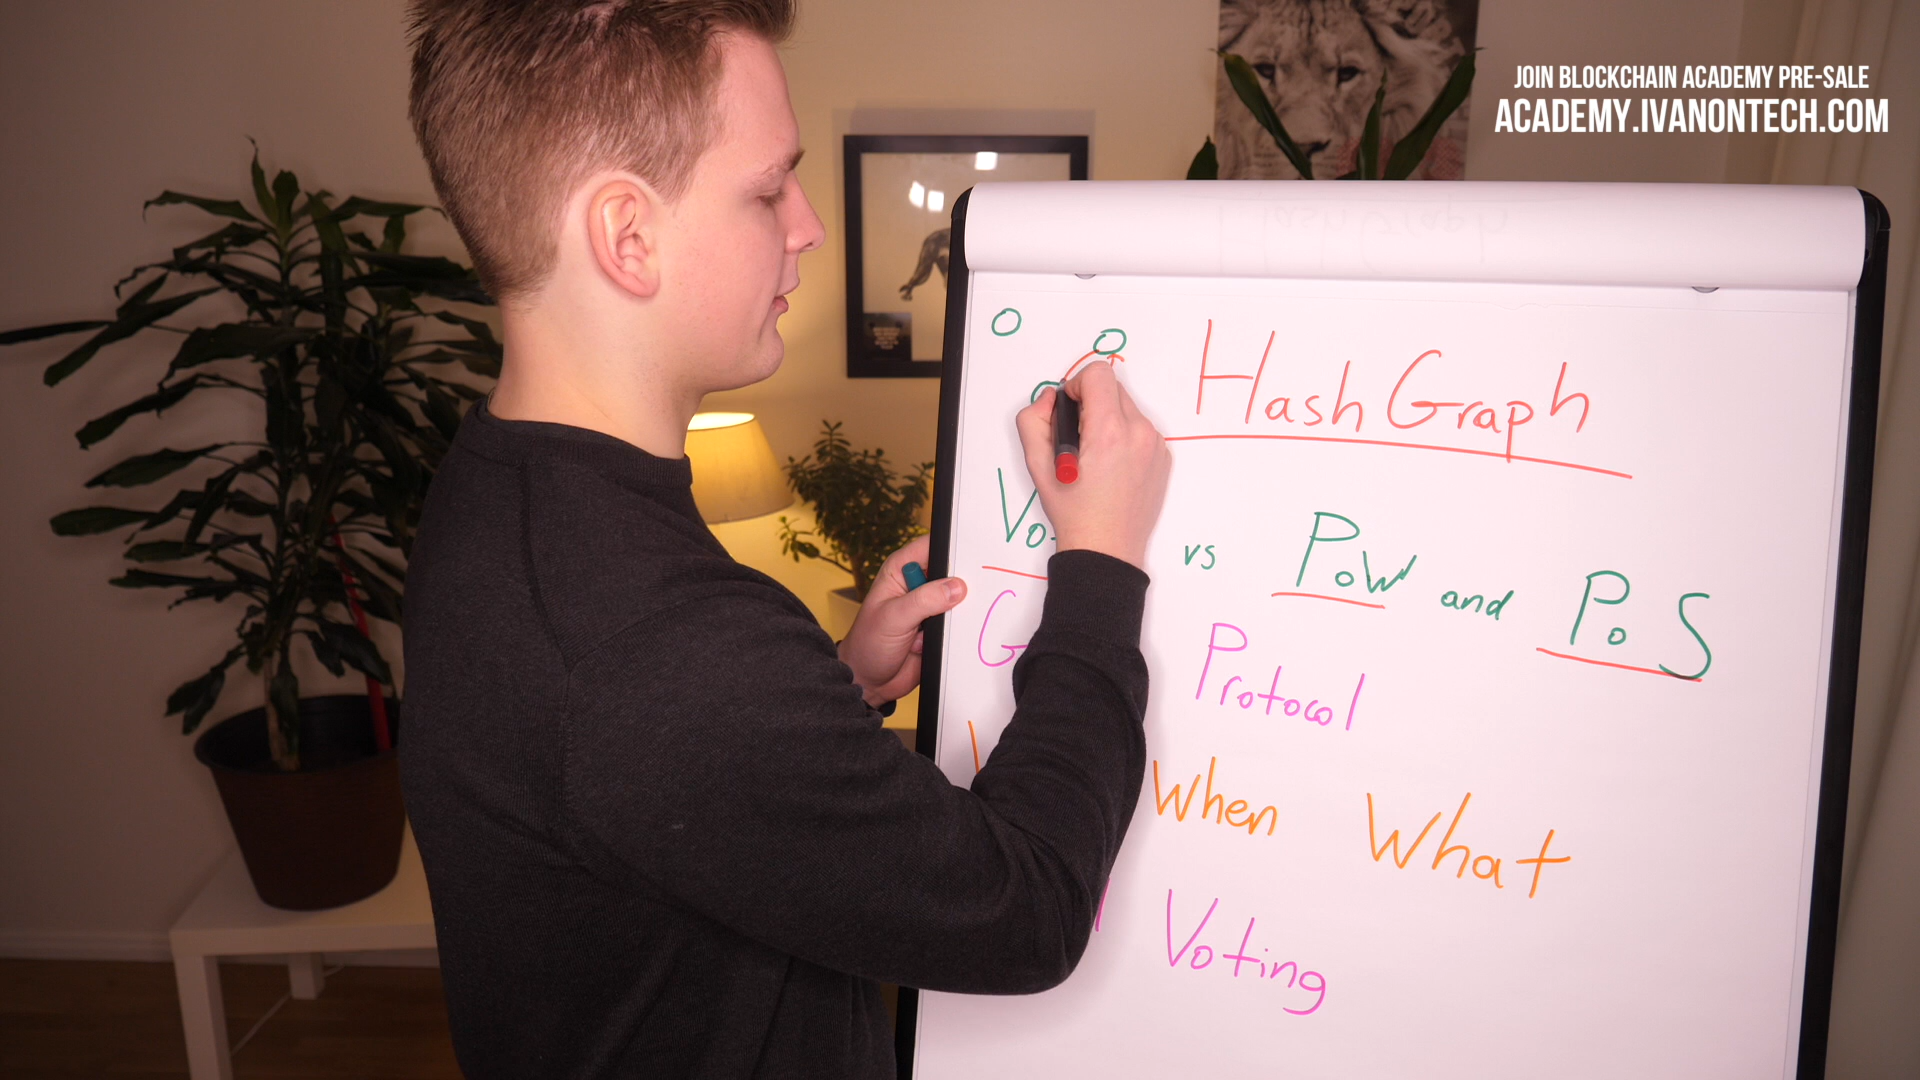 JOIN BLOCKCHAIN ACADEMY PRE-SALE
ACADEMY.IVANONTECH.COM
HashGraph
vs PoW and PoS
Protocol
When What
Voting